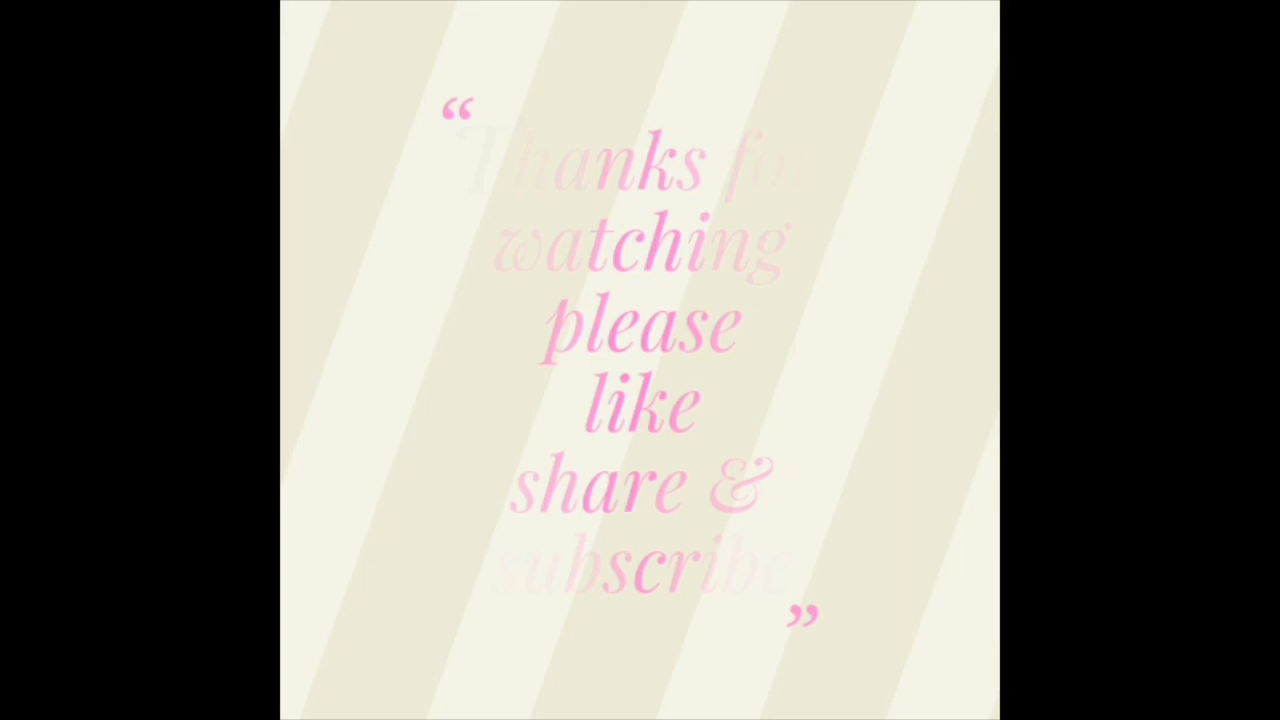 “Thanks for
watching
please
like
share &
subscribe”